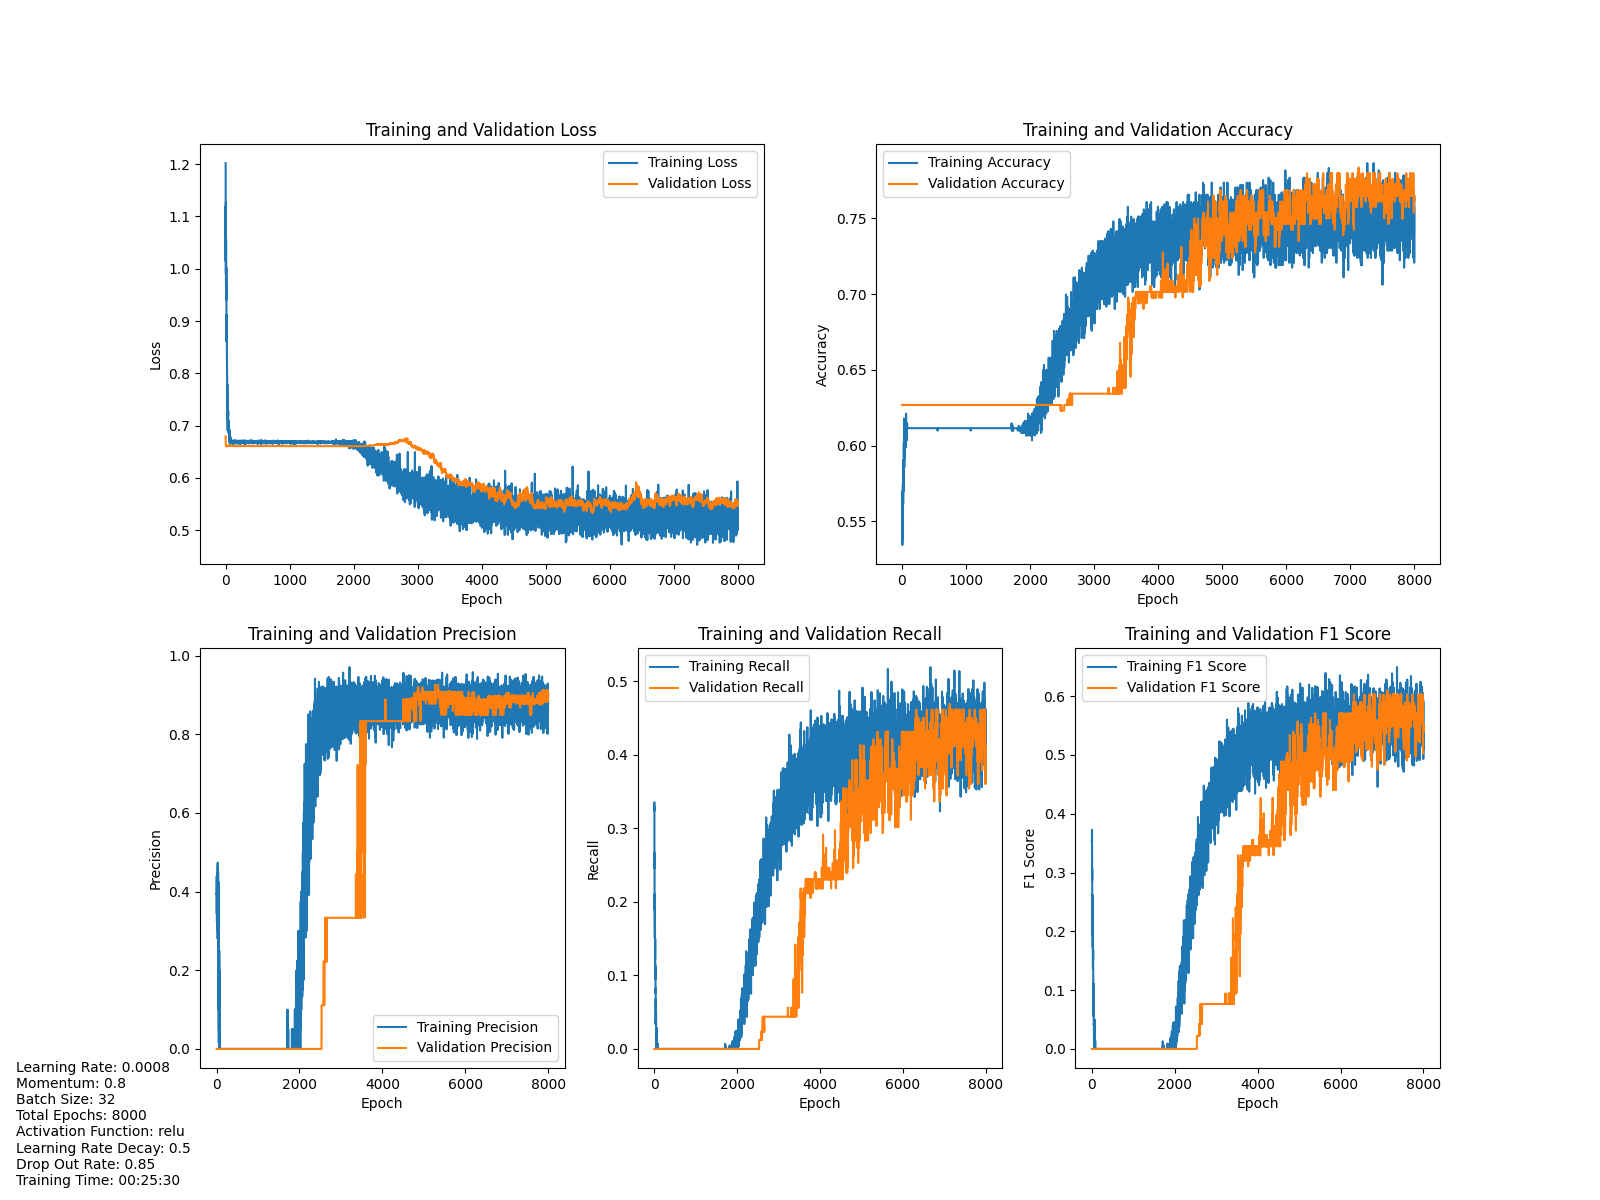 Training and Validation Loss
1.2
1.1
1.0
0.9
0.8
0.7
0.6
0.5
Loss
Training Loss
Validation Loss
0 1000 2000 3000 4000 5000 6000 7000 8000
Epoch
Training and Validation Accuracy
0.75
0.70
0.65
0.60
0.55
Accuracy
Training Accuracy
Validation Accuracy
0 1000 2000 3000 4000 5000 6000 7000 8000
Epoch
Training and Validation Precision
1.0
0.8
0.6
0.4
0.2
0.0
Precision
Training Precision
Validation Precision
0 2000 4000 6000 8000
Epoch
Training and Validation Recall
0.5
0.4
0.3
0.2
0.1
0.0
Recall
Training Recall
Validation Recall
0 2000 4000 6000 8000
Epoch
Training and Validation F1 Score
0.6
0.5
0.4
0.3
0.2
0.1
0.0
F1 Score
Training F1 Score
Validation F1 Score
0 2000 4000 6000 8000
Epoch
Learning Rate: 0.0008
Momentum: 0.8
Batch Size: 32
Total Epochs: 8000
Activation Function: relu
Learning Rate Decay: 0.5
Drop Out Rate: 0.85
Training Time: 00:25:30